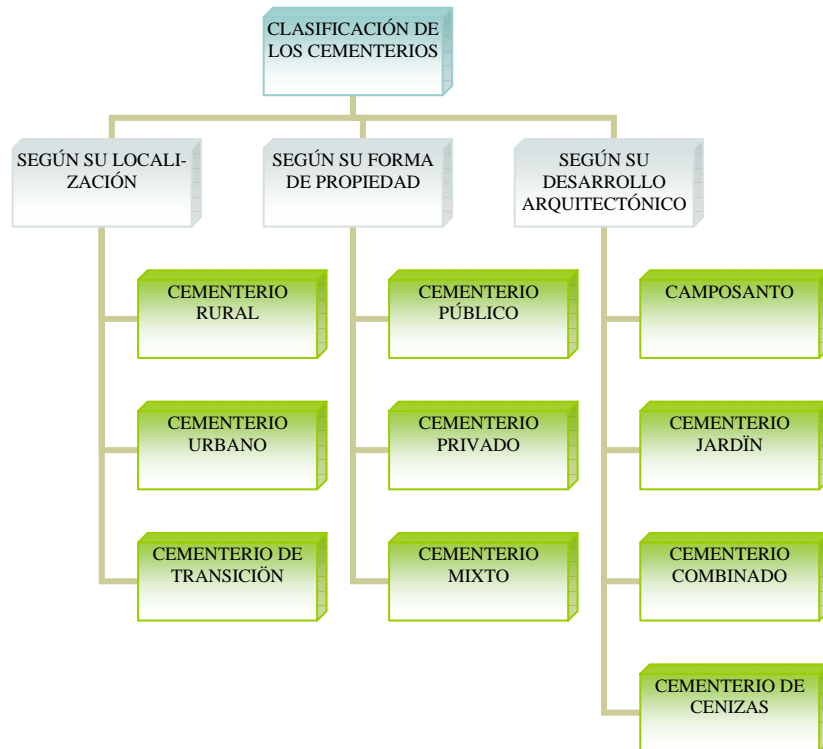 CLASIFICACIÓN DE
LOS CEMENTERIOS
SEGÚN SU LOCALI-
ZACIÓN
SEGÚN SU FORMA
DE PROPIEDAD
SEGÚN SU
DESARROLLO
ARQUITECTÓNICO
CEMENTERIO
RURAL
CEMENTERIO
URBANO
CEMENTERIO DE
TRANSICIÖN
CEMENTERIO
PÚBLICO
CEMENTERIO
PRIVADO
CEMENTERIO
MIXTO
CAMPOSANTO
CEMENTERIO
JARDÏN
CEMENTERIO
COMBINADO
CEMENTERIO DE
CENIZAS